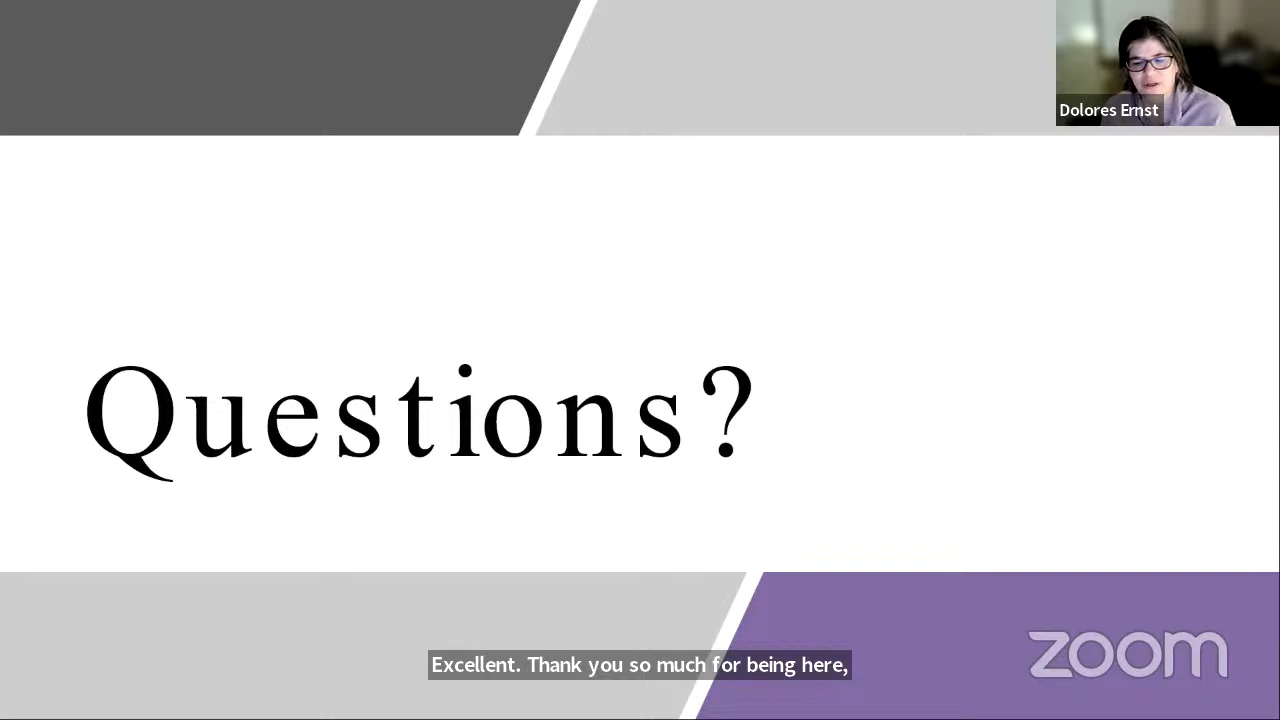 Dolores Ernst
Questions?
Excellent. Thank you so much for being here,
zoom